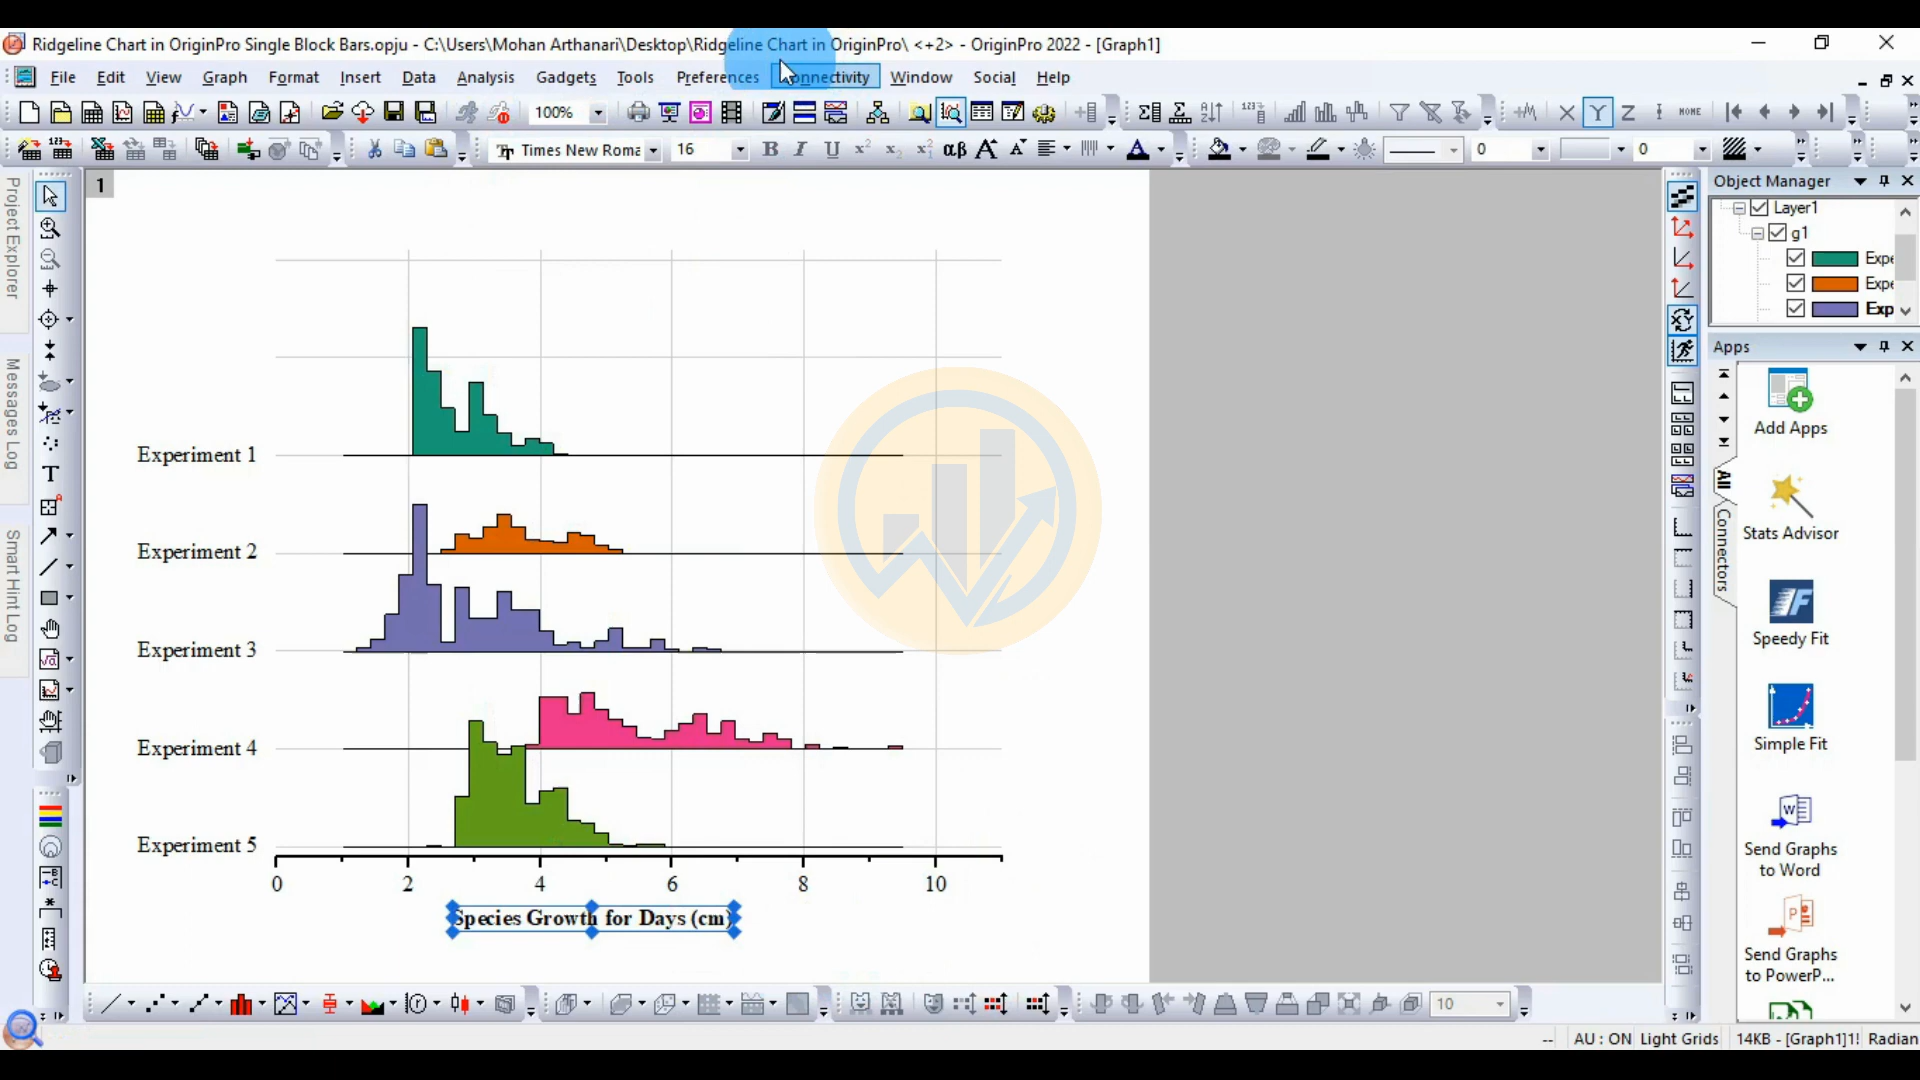 Ridgeline Chart in OriginPro Single Block Bars.opju - C:\Users\Mohan Arthanari\Desktop\Ridgeline Chart in OriginPro\ <+2> - OriginPro 2022 - [Graph1]
File Edit View Graph Format Insert Data Analysis Gadgets Tools Preferences Connectivity Window Social Help
100%
Y Z HOME
Times New Roma 16 B I U αβ A A 0 0
Project Explorer
Messages Log
Smart Hint Log
1
Experiment 1
Experiment 2
Experiment 3
Experiment 4
Experiment 5
0 2 4 6 8 10
Species Growth for Days (cm)
Object Manager
Layer1
g1
Expe
Expe
Exp
Apps
All
Connectors
Add Apps
Stats Advisor
Speedy Fit
Simple Fit
Send Graphs
to Word
Send Graphs
to PowerP...
10
-- AU : ON Light Grids 14KB - [Graph1]1! Radian